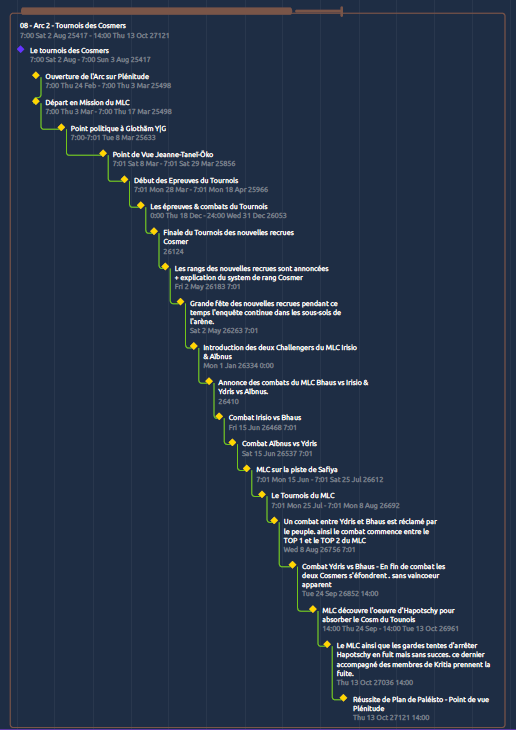 08 - Arc 2 - Tournois des Cosmers
7:00 Sat 2 Aug 25417 - 14:00 Thu 13 Oct 27121
Le tournois des Cosmers
7:00 Sat 2 Aug - 7:00 Sun 3 Aug 25417
Ouverture de l'Arc sur Plénitude
7:00 Thu 24 Feb - 7:00 Thu 3 Mar 25498
Départ en Mission du MLC
7:00 Thu 3 Mar - 7:00 Thu 17 Mar 25498
Point politique à Glothäm Y|G
7:00-7:01 Tue 8 Mar 25633
Point de Vue Jeanne-Taneï-Öko
7:01 Sat 8 Mar - 7:01 Sat 29 Mar 25856
Début des Epreuves du Tournois
7:01 Mon 28 Mar - 7:01 Mon 18 Apr 25966
Les épreuves & combats du Tournois
0:00 Thu 18 Dec - 24:00 Wed 31 Dec 26053
Finale du Tournois des nouvelles recrues
Cosmer
26124
Les rangs des nouvelles recrues sont annoncées
+ explication du system de rang Cosmer
Fri 2 May 26183 7:01
Grande fête des nouvelles recrues pendant ce
temps l'enquête continue dans les sous-sols de
l'arène.
Sat 2 May 26263 7:01
Introduction des deux Challengers du MLC Irisio
& Aïbnus
Mon 1 Jan 26334 0:00
Annonce des combats du MLC Bhaus vs Irisio &
Ydris vs Aïbnus.
26410
Combat Irisio vs Bhaus
Fri 15 Jun 26468 7:01
Combat Aïbnus vs Ydris
Sat 15 Jun 26537 7:01
MLC sur la piste de Safiya
7:01 Mon 15 Jun - 7:01 Sat 25 Jul 26612
Le Tournois du MLC
7:01 Mon 25 Jul - 7:01 Mon 8 Aug 26692
Un combat entre Ydris et Bhaus est réclamé par
le peuple. ainsi le combat commence entre le
TOP 1 et le TOP 2 du MLC
Wed 8 Aug 26756 7:01
Combat Ydris vs Bhaus - En fin de combat les
deux Cosmers s'éfondrent . sans vaincoeur
apparent
Tue 24 Sep 26852 14:00
MLC découvre l'oeuvre d'Hapotschy pour
absorber le Cosm du Tounois
14:00 Thu 24 Sep - 14:00 Tue 13 Oct 26961
Le MLC ainsi que les gardes tentes d'arrêter
Hapotschy en fuit mais sans succes. ce dernier
accompagné des membres de Kritia prennent la
fuite.
Thu 13 Oct 27036 14:00
Réussite de Plan de Paléisto - Point de vue
Plénitude
Thu 13 Oct 27121 14:00